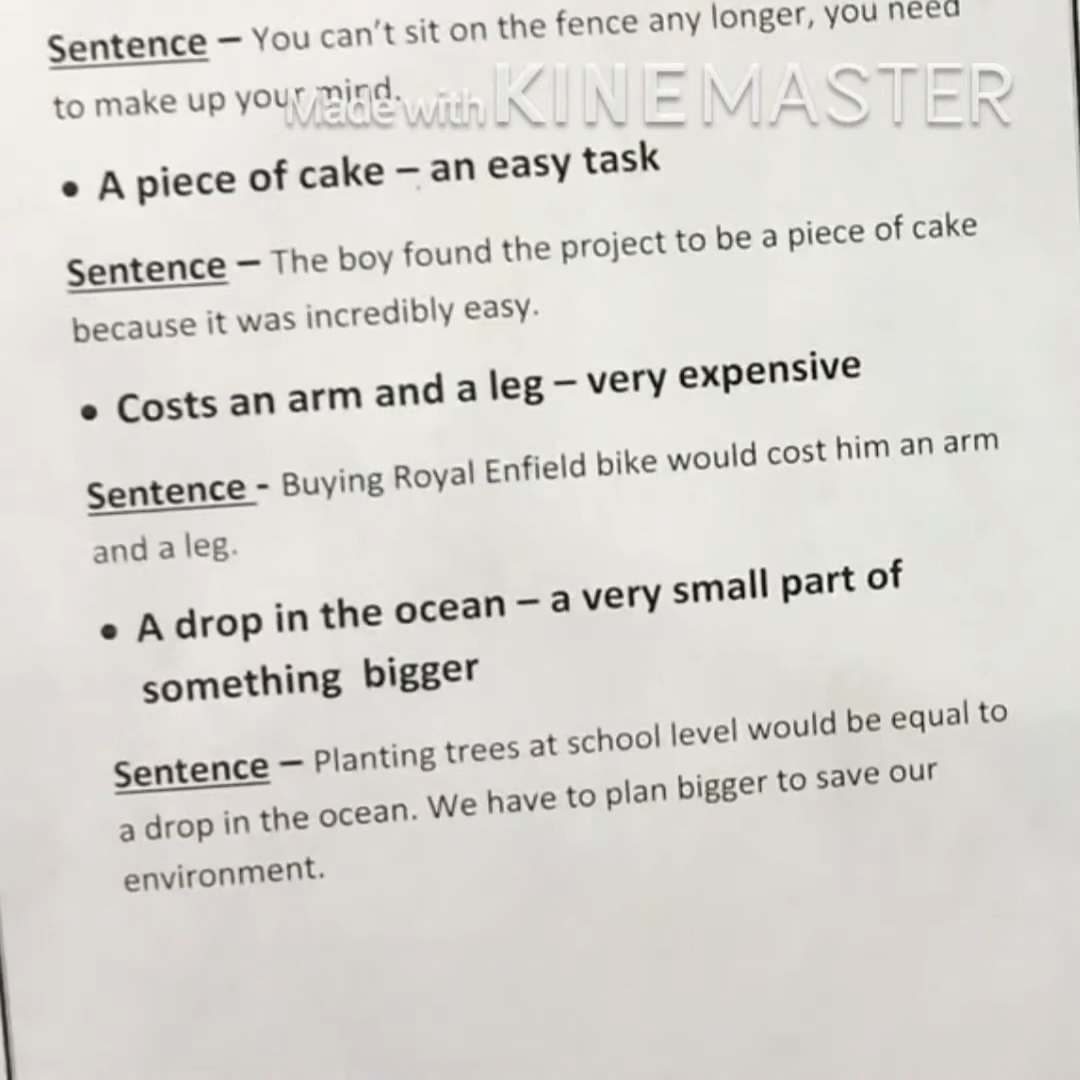 Sentence – You can't sit on the fence any longer, you need
to make up your mind.
Made with KINEMASTER
• A piece of cake – an easy task
Sentence – The boy found the project to be a piece of cake
because it was incredibly easy.
• Costs an arm and a leg – very expensive
Sentence - Buying Royal Enfield bike would cost him an arm
and a leg.
• A drop in the ocean – a very small part of
something bigger
Sentence – Planting trees at school level would be equal to
a drop in the ocean. We have to plan bigger to save our
environment.